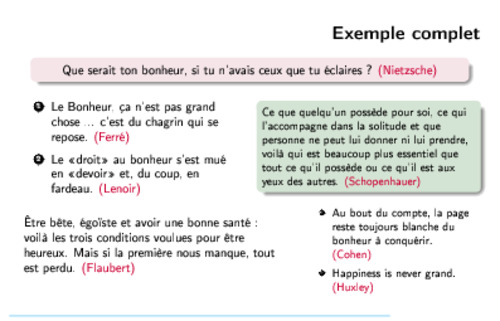 Exemple complet
Que serait ton bonheur, si tu n'avais ceux que tu éclaires ? (Nietzsche)
1 Le Bonheur, ça n'est pas grand
chose ... c'est du chagrin qui se
repose. (Ferré)
2 Le «droit» au bonheur s'est mué
en «devoir» et, du coup, en
fardeau. (Lenoir)
Être bête, égoïste et avoir une bonne santé :
voilà les trois conditions voulues pour être
heureux. Mais si la première nous manque, tout
est perdu. (Flaubert)
Ce que quelqu'un possède pour soi, ce qui
l'accompagne dans la solitude et que
personne ne peut lui donner ni lui prendre,
voilà qui est beaucoup plus essentiel que
tout ce qu'il possède ou ce qu'il est aux
yeux des autres. (Schopenhauer)
Au bout du compte, la page
reste toujours blanche du
bonheur à conquérir.
(Cohen)
Happiness is never grand.
(Huxley)